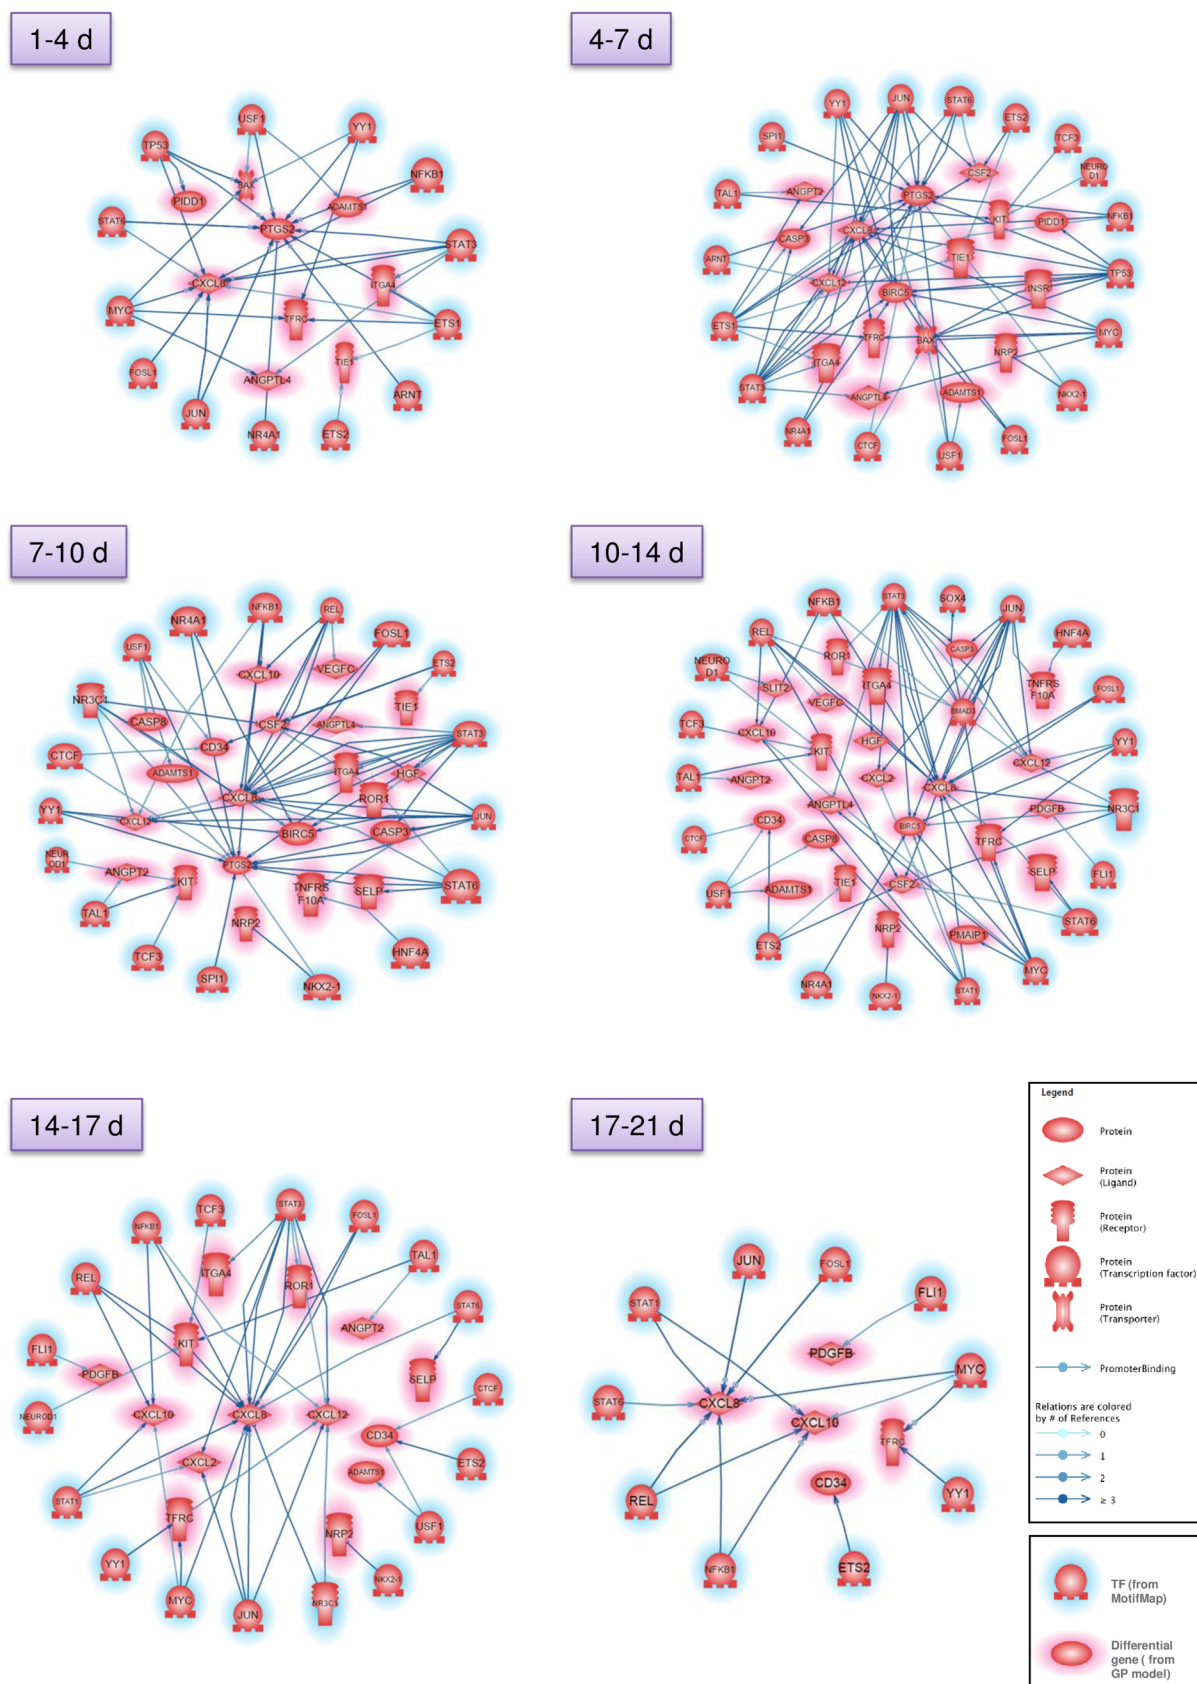 1-4 d
USF1
YY1
TP53
NFKB1
BAX
PIDD1
ADAMTS1
STAT6
PTGS2
STAT3
CXCL8
ITGA4
MYC
TFRC
ETS1
TIE1
FOSL1
ANGPTL4
ARNT
JUN
NR4A1
ETS2
4-7 d
YY1
JUN
STAT6
ETS2
SPI1
TCF3
CSF2
NEURO
D1
TAL1
ANGPT2
PTGS2
KIT
PIDD1
NFKB1
CASP3
CXCL8
ARNT
TIE1
TP53
CXCL12
BIRC5
INSR
ETS1
TFRC
BAX
MYC
ITGA4
NRP2
STAT3
ANGPTL4
ADAMTS1
NKX2-1
NR4A1
CTCF
USF1
FOSL1
7-10 d
NR4A1
NFKB1
REL
FOSL1
USF1
ETS2
CXCL10
VEGFC
NR3C1
TIE1
CASP8
CSF2
ANGPTL4
STAT3
CTCF
CD34
ADAMTS1
ITGA4
HGF
CXCL8
ROR1
YY1
CXCL12
BIRC5
CASP3
JUN
NEUR
OD1
ANGPT2
PTGS2
KIT
TNFRS
F10A
SELP
STAT6
TAL1
NRP2
TCF3
SPI1
NKX2-1
HNF4A
10-14 d
NFKB1
STAT3
SOX4
JUN
REL
HNF4A
NEURO
D1
ROR1
CASP3
SLIT2
ITGA4
TNFRS
F10A
FOSL1
VEGFC
SMAD3
TCF3
CXCL10
HGF
YY1
KIT
CXCL12
TAL1
ANGPT2
CXCL2
CXCL8
ANGPTL4
PDGFB
NR3C1
CD34
BIRC5
CTCF
CASP8
TFRC
USF1
ADAMTS1
TIE1
CSF2
SELP
FLI1
STAT6
ETS2
NRP2
PMAIP1
MYC
NR4A1
NKX2-1
STAT1
14-17 d
TCF3
STAT3
FOSL1
NFKB1
TAL1
REL
ITGA4
ROR1
STAT6
ANGPT2
FLI1
KIT
PDGFB
SELP
CTCF
NEUROD1
CXCL10
CXCL8
CXCL12
CD34
CXCL2
ADAMTS1
ETS2
STAT1
TFRC
NRP2
USF1
YY1
MYC
JUN
NR3C1
NKX2-1
17-21 d
JUN
FOSL1
STAT1
FLI1
PDGFB
MYC
STAT6
CXCL8
CXCL10
TFRC
CD34
REL
YY1
NFKB1
ETS2
Legend
Protein
Protein
(Ligand)
Protein
(Receptor)
Protein
(Transcription factor)
Protein
(Transporter)
PromoterBinding
Relations are colored
by # of References
0
1
2
≥ 3
TF (from
MotifMap)
Differential
gene ( from
GP model)